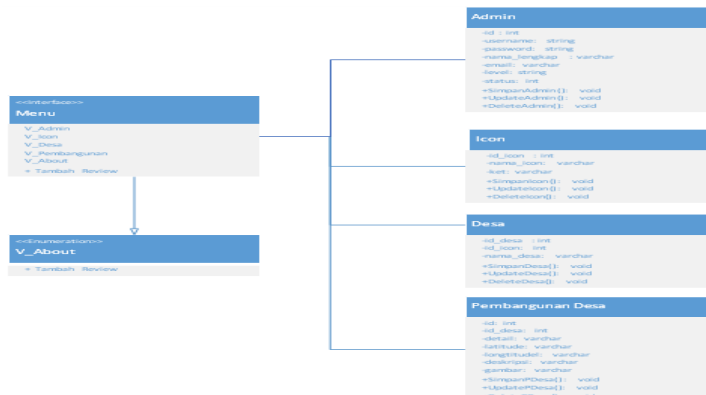 <<Interface>>
Menu
V_Admin
V_Icon
V_Desa
V_Pembangunan
V_About
+ Tambah Review
<<Enumeration>>
V_About
+ Tambah Review
Admin
-id : int
-username: string
-password: string
-nama_lengkap : varchar
-email: varchar
-level: string
-status: int
+SimpanAdmin(): void
+UpdateAdmin(): void
+DeleteAdmin(): void
Icon
-id_icon : int
-nama_icon: varchar
-ket: varchar
+SimpanIcon(): void
+UpdateIcon(): void
+DeleteIcon(): void
Desa
-id_desa : int
-id_icon: int
-nama_desa: varchar
+SimpanDesa(): void
+UpdateDesa(): void
+DeleteDesa(): void
Pembangunan Desa
-id: int
-id_desa: int
-detail: varchar
-latitude: varchar
-longtitudel: varchar
-deskripsi: varchar
-gambar: varchar
+SimpanPDesa(): void
+UpdatePDesa(): void